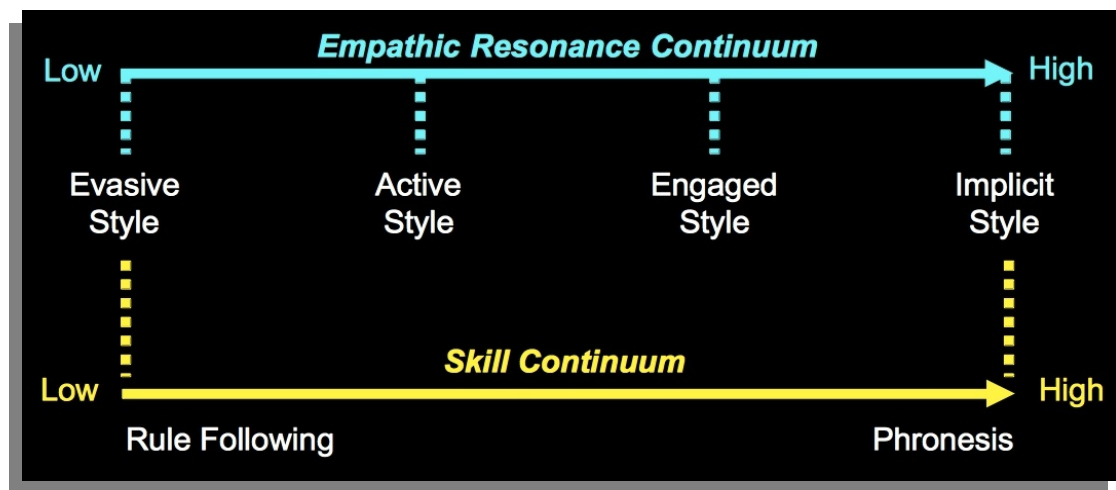 Empathic Resonance Continuum
Low
High
Evasive
Style
Active
Style
Engaged
Style
Implicit
Style
Skill Continuum
Low
High
Rule Following
Phronesis